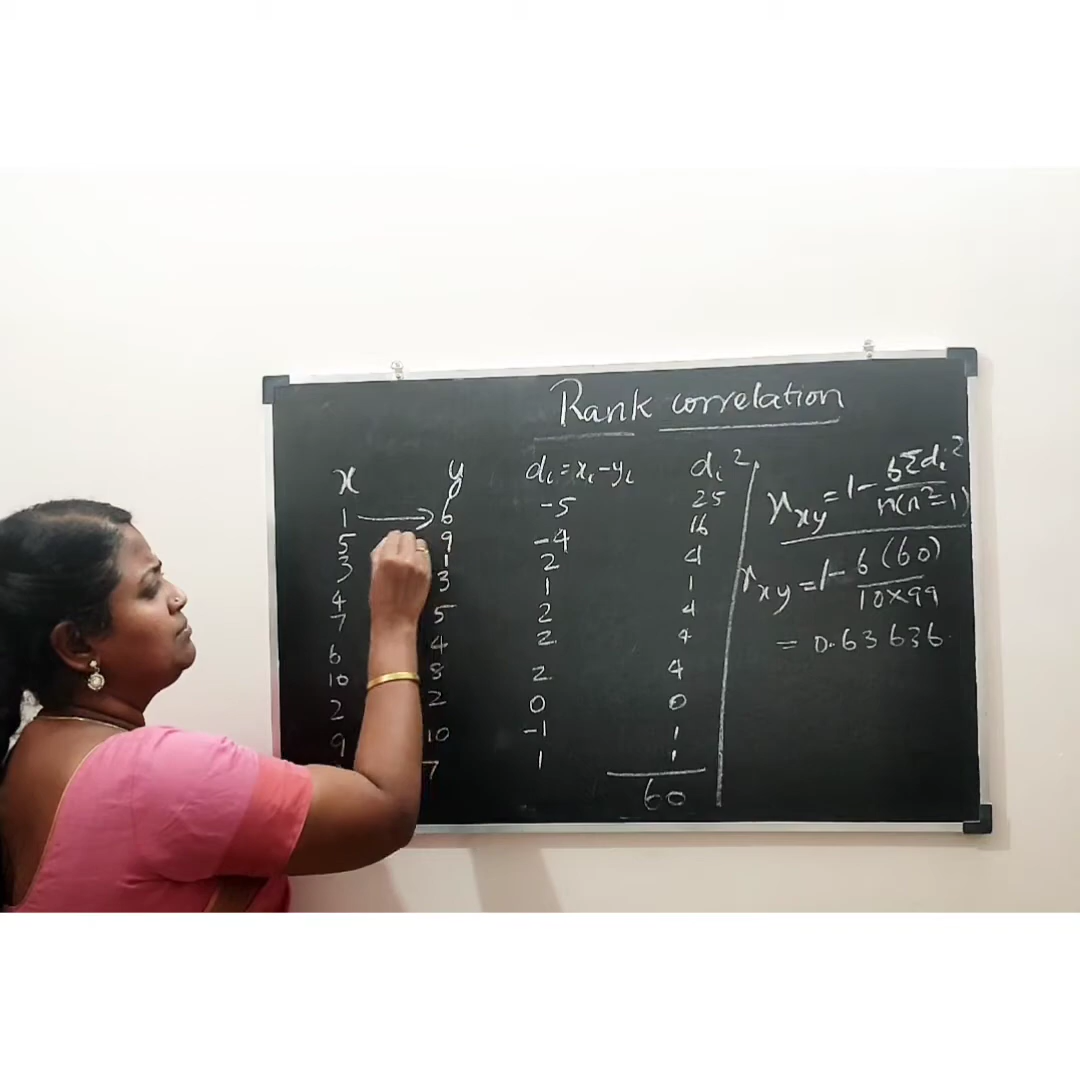 Rank correlation
x y di = xi - yi di²
1 → 6 -5 25
5 9 -4 16
3 1 2 4
4 3 1 1
7 5 2 4
6 4 2 4
10 8 2 4
2 2 0 0
9 10 -1 1
7 1 1
60
rxy = 1 - 6Σdi² / n(n²-1)
rxy = 1 - 6(60) / 10×99
= 0.63636